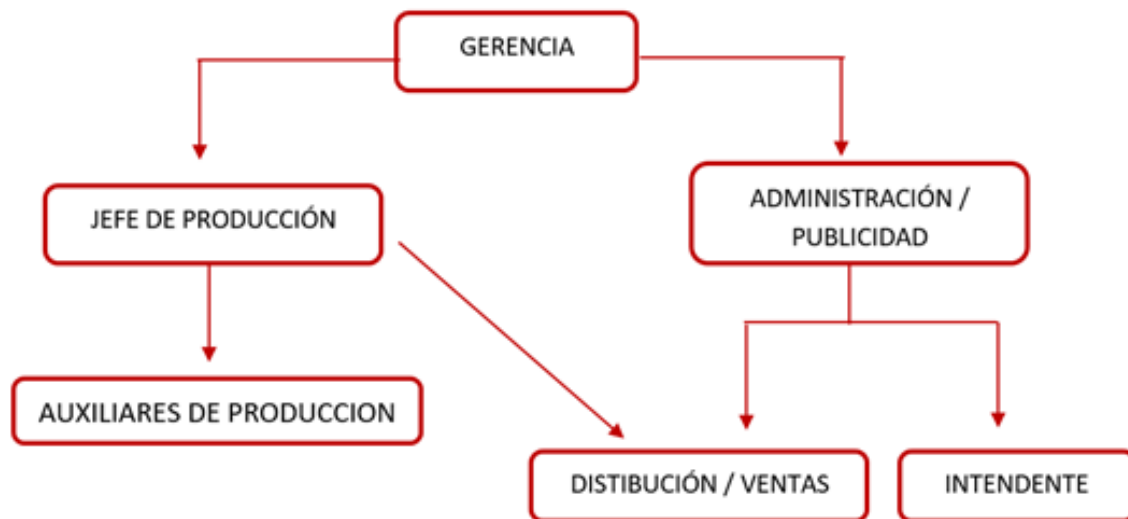 GERENCIA
JEFE DE PRODUCCIÓN
ADMINISTRACIÓN /
PUBLICIDAD
AUXILIARES DE PRODUCCION
DISTIBUCIÓN / VENTAS
INTENDENTE